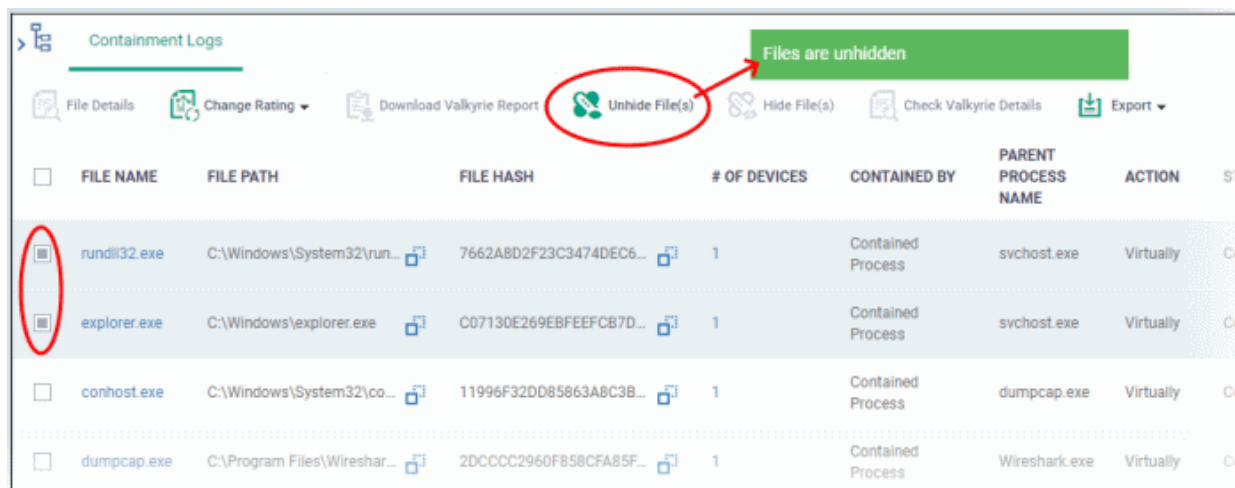 Containment Logs
Files are unhidden
File Details Change Rating Download Valkyrie Report Unhide File(s) Hide File(s) Check Valkyrie Details Export
FILE NAME FILE PATH FILE HASH # OF DEVICES CONTAINED BY PARENT PROCESS NAME ACTION
rundll32.exe C:\Windows\System32\run... 7662A8D2F23C3474DEC6... 1 Contained Process svchost.exe Virtually
explorer.exe C:\Windows\explorer.exe C07130E269EBFEEFCB7D... 1 Contained Process svchost.exe Virtually
conhost.exe C:\Windows\System32\co... 11996F32DD85863A8C3B... 1 Contained Process dumpcap.exe Virtually
dumpcap.exe C:\Program Files\Wireshar... 2DCCCC2960F858CFA85F... 1 Contained Process Wireshark.exe Virtually